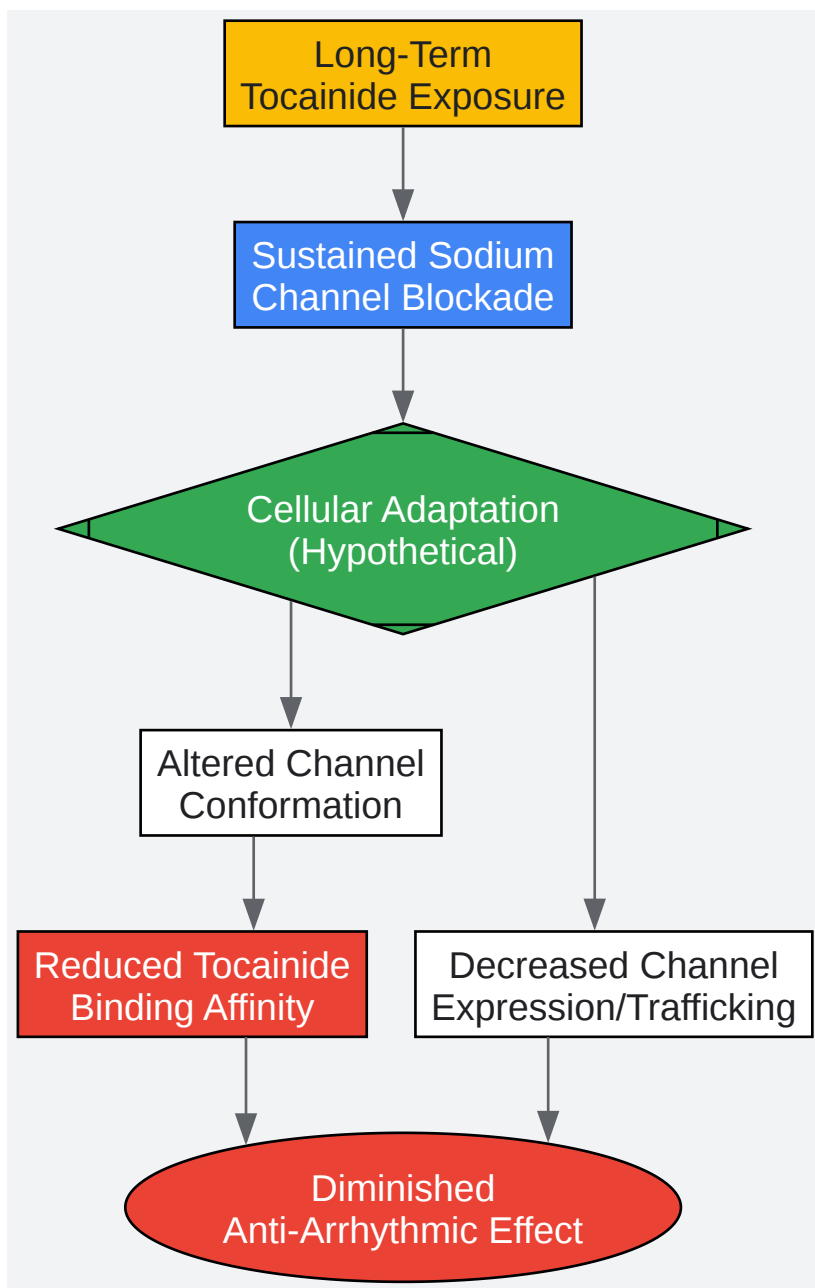 Long-Term
Tocainide Exposure
Sustained Sodium
Channel Blockade
Cellular Adaptation
(Hypothetical)
Altered Channel
Conformation
Reduced Tocainide
Binding Affinity
Decreased Channel
Expression/Trafficking
Diminished
Anti-Arrhythmic Effect